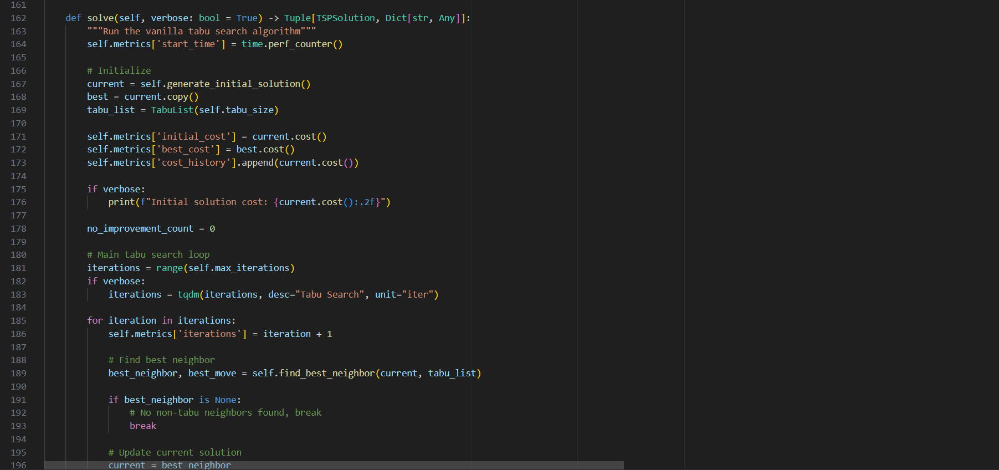 161
162 def solve(self, verbose: bool = True) -> Tuple[TSPSolution, Dict[str, Any]]:
163 """Run the vanilla tabu search algorithm"""
164 self.metrics['start_time'] = time.perf_counter()
165
166 # Initialize
167 current = self.generate_initial_solution()
168 best = current.copy()
169 tabu_list = TabuList(self.tabu_size)
170
171 self.metrics['initial_cost'] = current.cost()
172 self.metrics['best_cost'] = best.cost()
173 self.metrics['cost_history'].append(current.cost())
174
175 if verbose:
176 print(f"Initial solution cost: {current.cost():.2f}")
177
178 no_improvement_count = 0
179
180 # Main tabu search loop
181 iterations = range(self.max_iterations)
182 if verbose:
183 iterations = tqdm(iterations, desc="Tabu Search", unit="iter")
184
185 for iteration in iterations:
186 self.metrics['iterations'] = iteration + 1
187
188 # Find best neighbor
189 best_neighbor, best_move = self.find_best_neighbor(current, tabu_list)
190
191 if best_neighbor is None:
192 # No non-tabu neighbors found, break
193 break
194
195 # Update current solution
196 current = best_neighbor